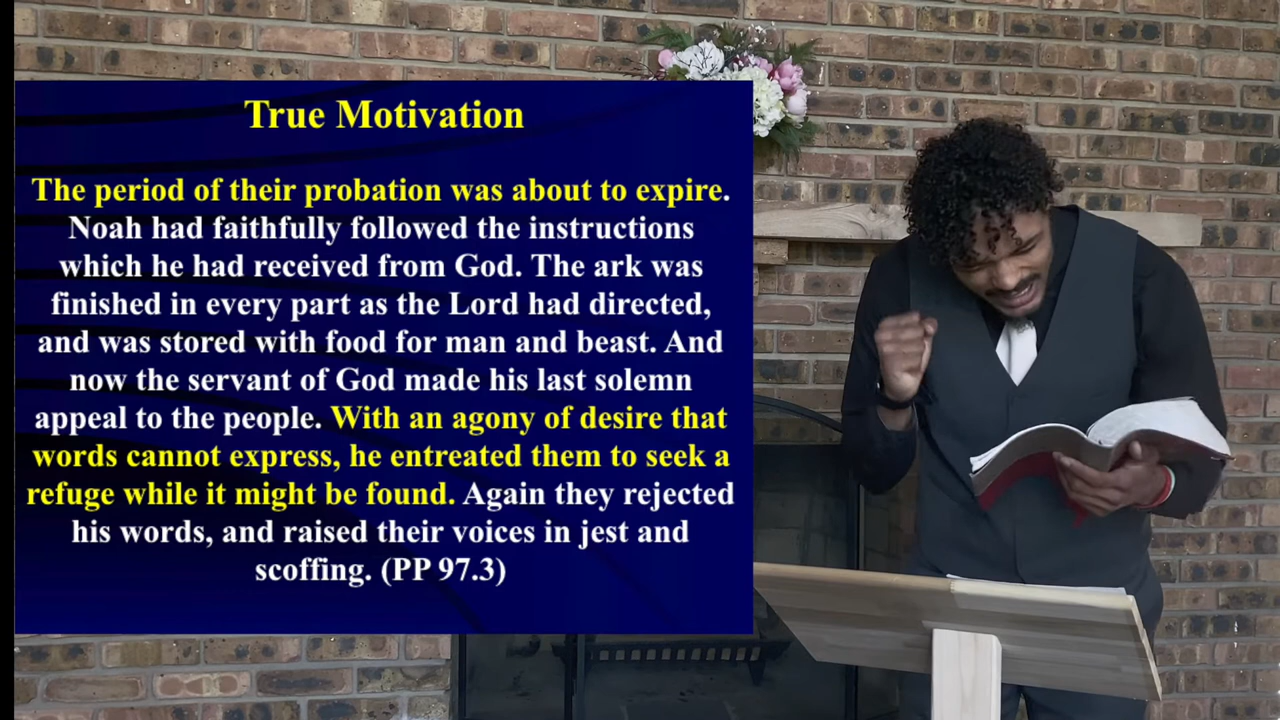 True Motivation
The period of their probation was about to expire.
Noah had faithfully followed the instructions
which he had received from God. The ark was
finished in every part as the Lord had directed,
and was stored with food for man and beast. And
now the servant of God made his last solemn
appeal to the people. With an agony of desire that
words cannot express, he entreated them to seek a
refuge while it might be found. Again they rejected
his words, and raised their voices in jest and
scoffing. (PP 97.3)